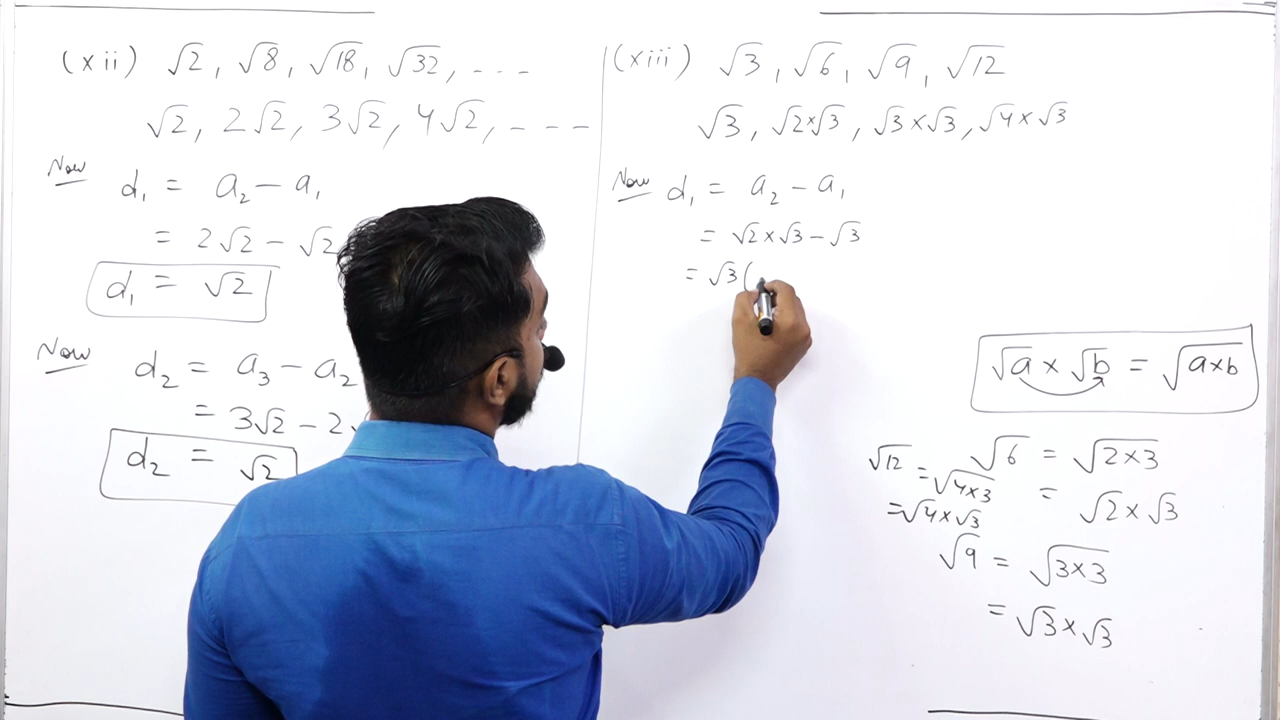 (xii) √2, √8, √18, √32, - - -
√2, 2√2, 3√2, 4√2, - - -
Now d₁ = a₂ - a₁
= 2√2 - √2
d₁ = √2
Now d₂ = a₃ - a₂
= 3√2 - 2
d₂ = √2
(xiii) √3, √6, √9, √12
√3, √2×√3, √3×√3, √4×√3
Now d₁ = a₂ - a₁
= √2×√3 - √3
= √3(
√a × √b = √a×b
√12 = √4×3
= √4×√3
√6 = √2×3
= √2×√3
√9 = √3×3
= √3×√3